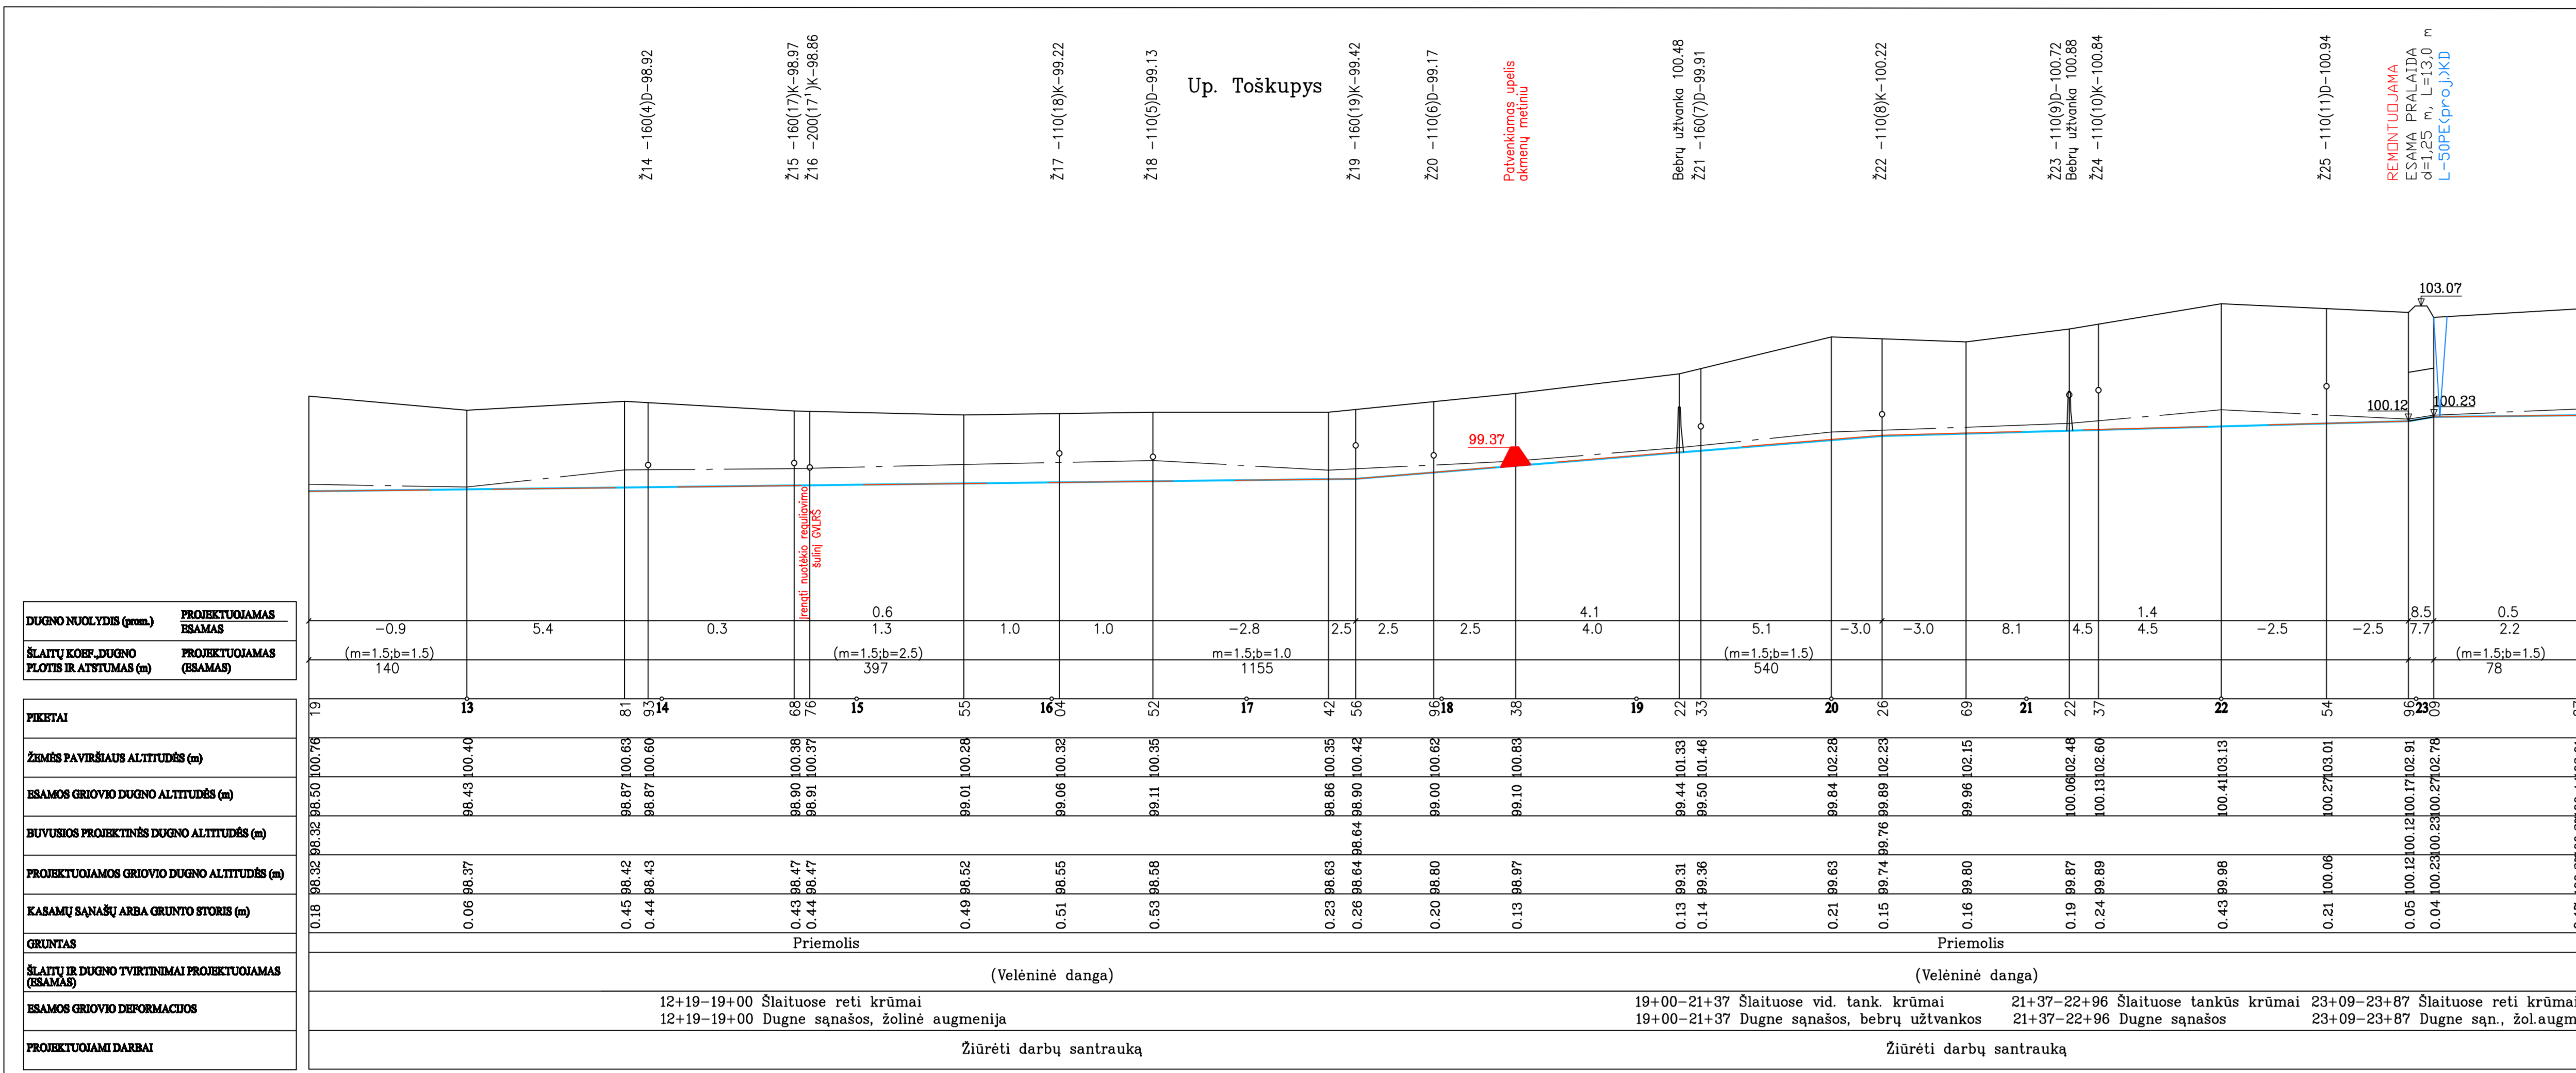 Ž14 -160(4)D-98.92
Ž15 -160(17)K-98.97
Ž16 -200(17¹)K-98.86
Ž17 -110(18)K-99.22
Ž18 -110(5)D-99.13
Up. Toškupys
Ž19 -160(19)K-99.42
Ž20 -110(6)D-99.17
Patvenkiamas upelis
akmenų metiniu
Bebrų užtvanka 100.48
Ž21 -160(7)D-99.91
Ž22 -110(8)K-100.22
Ž23 -110(9)D-100.72
Bebrų užtvanka 100.88
Ž24 -110(10)K-100.84
Ž25 -110(11)D-100.94
REMONTUOJAMA
ESAMA PRALAIDA
d=1,25 m, L=13,0 m
L-50PE(proj.)KD
103.07
100.12
100.23
99.37
Įrengti nuotėkio reguliavimo
šulinį GVLRŠ
DUGNO NUOLYDIS (prom.) PROJEKTUOJAMAS
ESAMAS
0.6 4.1 1.4 8.5 0.5
-0.9 5.4 0.3 1.3 1.0 1.0 -2.8 2.5 2.5 2.5 4.0 5.1 -3.0 -3.0 8.1 4.5 4.5 -2.5 -2.5 7.7 2.2
ŠLAITŲ KOEF.,DUGNO PROJEKTUOJAMAS
PLOTIS IR ATSTUMAS (m) (ESAMAS)
(m=1.5;b=1.5) (m=1.5;b=2.5) m=1.5;b=1.0 (m=1.5;b=1.5) (m=1.5;b=1.5)
140 397 1155 540 78
PIKETAI
19 13 81 93 14 68 76 15 55 16 04 52 17 42 56 96 18 38 19 22 33 20 26 69 21 22 37 22 54 96 23 09
ŽEMĖS PAVIRŠIAUS ALTITUDĖS (m)
100.76 100.40 100.63 100.60 100.38 100.37 100.28 100.32 100.35 100.35 100.42 100.62 100.83 101.33 101.46 102.28 102.23 102.15 102.48 102.60 103.13 103.01 102.91 102.78
ESAMOS GRIOVIO DUGNO ALTITUDĖS (m)
98.50 98.43 98.87 98.87 98.90 98.91 99.01 99.06 99.11 98.86 98.90 99.00 99.10 99.44 99.50 99.84 99.89 99.96 100.06 100.13 100.41 100.27 100.17 100.27
BUVUSIOS PROJEKTINĖS DUGNO ALTITUDĖS (m)
98.32 98.64 99.76 100.12 100.23
PROJEKTUOJAMOS GRIOVIO DUGNO ALTITUDĖS (m)
98.32 98.37 98.42 98.43 98.47 98.47 98.52 98.55 98.58 98.63 98.64 98.80 98.97 99.31 99.36 99.63 99.74 99.80 99.87 99.89 99.98 100.06 100.12 100.23
KASAMŲ SĄNAŠŲ ARBA GRUNTO STORIS (m)
0.18 0.06 0.45 0.44 0.43 0.44 0.49 0.51 0.53 0.23 0.26 0.20 0.13 0.13 0.14 0.21 0.15 0.16 0.19 0.24 0.43 0.21 0.05 0.04
GRUNTAS
Priemolis Priemolis
ŠLAITŲ IR DUGNO TVIRTINIMAI PROJEKTUOJAMAS
(ESAMAS)
(Velėninė danga) (Velėninė danga)
ESAMOS GRIOVIO DEFORMACIJOS
12+19-19+00 Šlaituose reti krūmai 19+00-21+37 Šlaituose vid. tank. krūmai 21+37-22+96 Šlaituose tankūs krūmai 23+09-23+87 Šlaituose reti krūmai
12+19-19+00 Dugne sąnašos, žolinė augmenija 19+00-21+37 Dugne sąnašos, bebrų užtvankos 21+37-22+96 Dugne sąnašos 23+09-23+87 Dugne sąn., žol.augm
PROJEKTUOJAMI DARBAI
Žiūrėti darbų santrauką Žiūrėti darbų santrauką